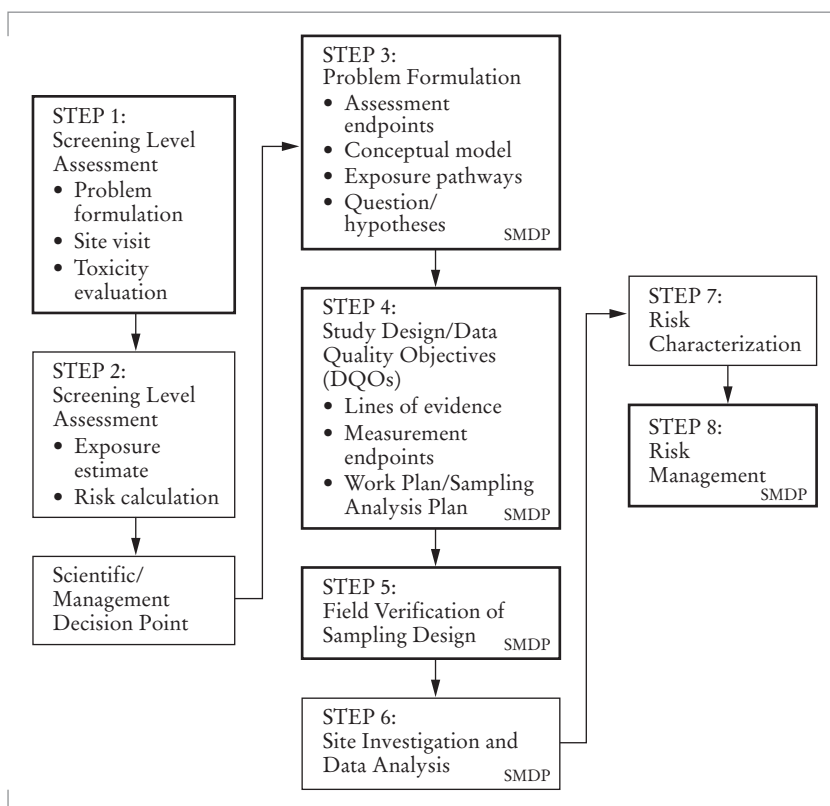 STEP 1:
Screening Level
Assessment
• Problem
formulation
• Site visit
• Toxicity
evaluation
STEP 2:
Screening Level
Assessment
• Exposure
estimate
• Risk calculation
Scientific/
Management
Decision Point
STEP 3:
Problem Formulation
• Assessment
endpoints
• Conceptual model
• Exposure pathways
• Question/
hypotheses
SMDP
STEP 4:
Study Design/Data
Quality Objectives
(DQOs)
• Lines of evidence
• Measurement
endpoints
• Work Plan/Sampling
Analysis Plan
SMDP
STEP 5:
Field Verification of
Sampling Design
SMDP
STEP 6:
Site Investigation and
Data Analysis
SMDP
STEP 7:
Risk
Characterization
STEP 8:
Risk
Management
SMDP